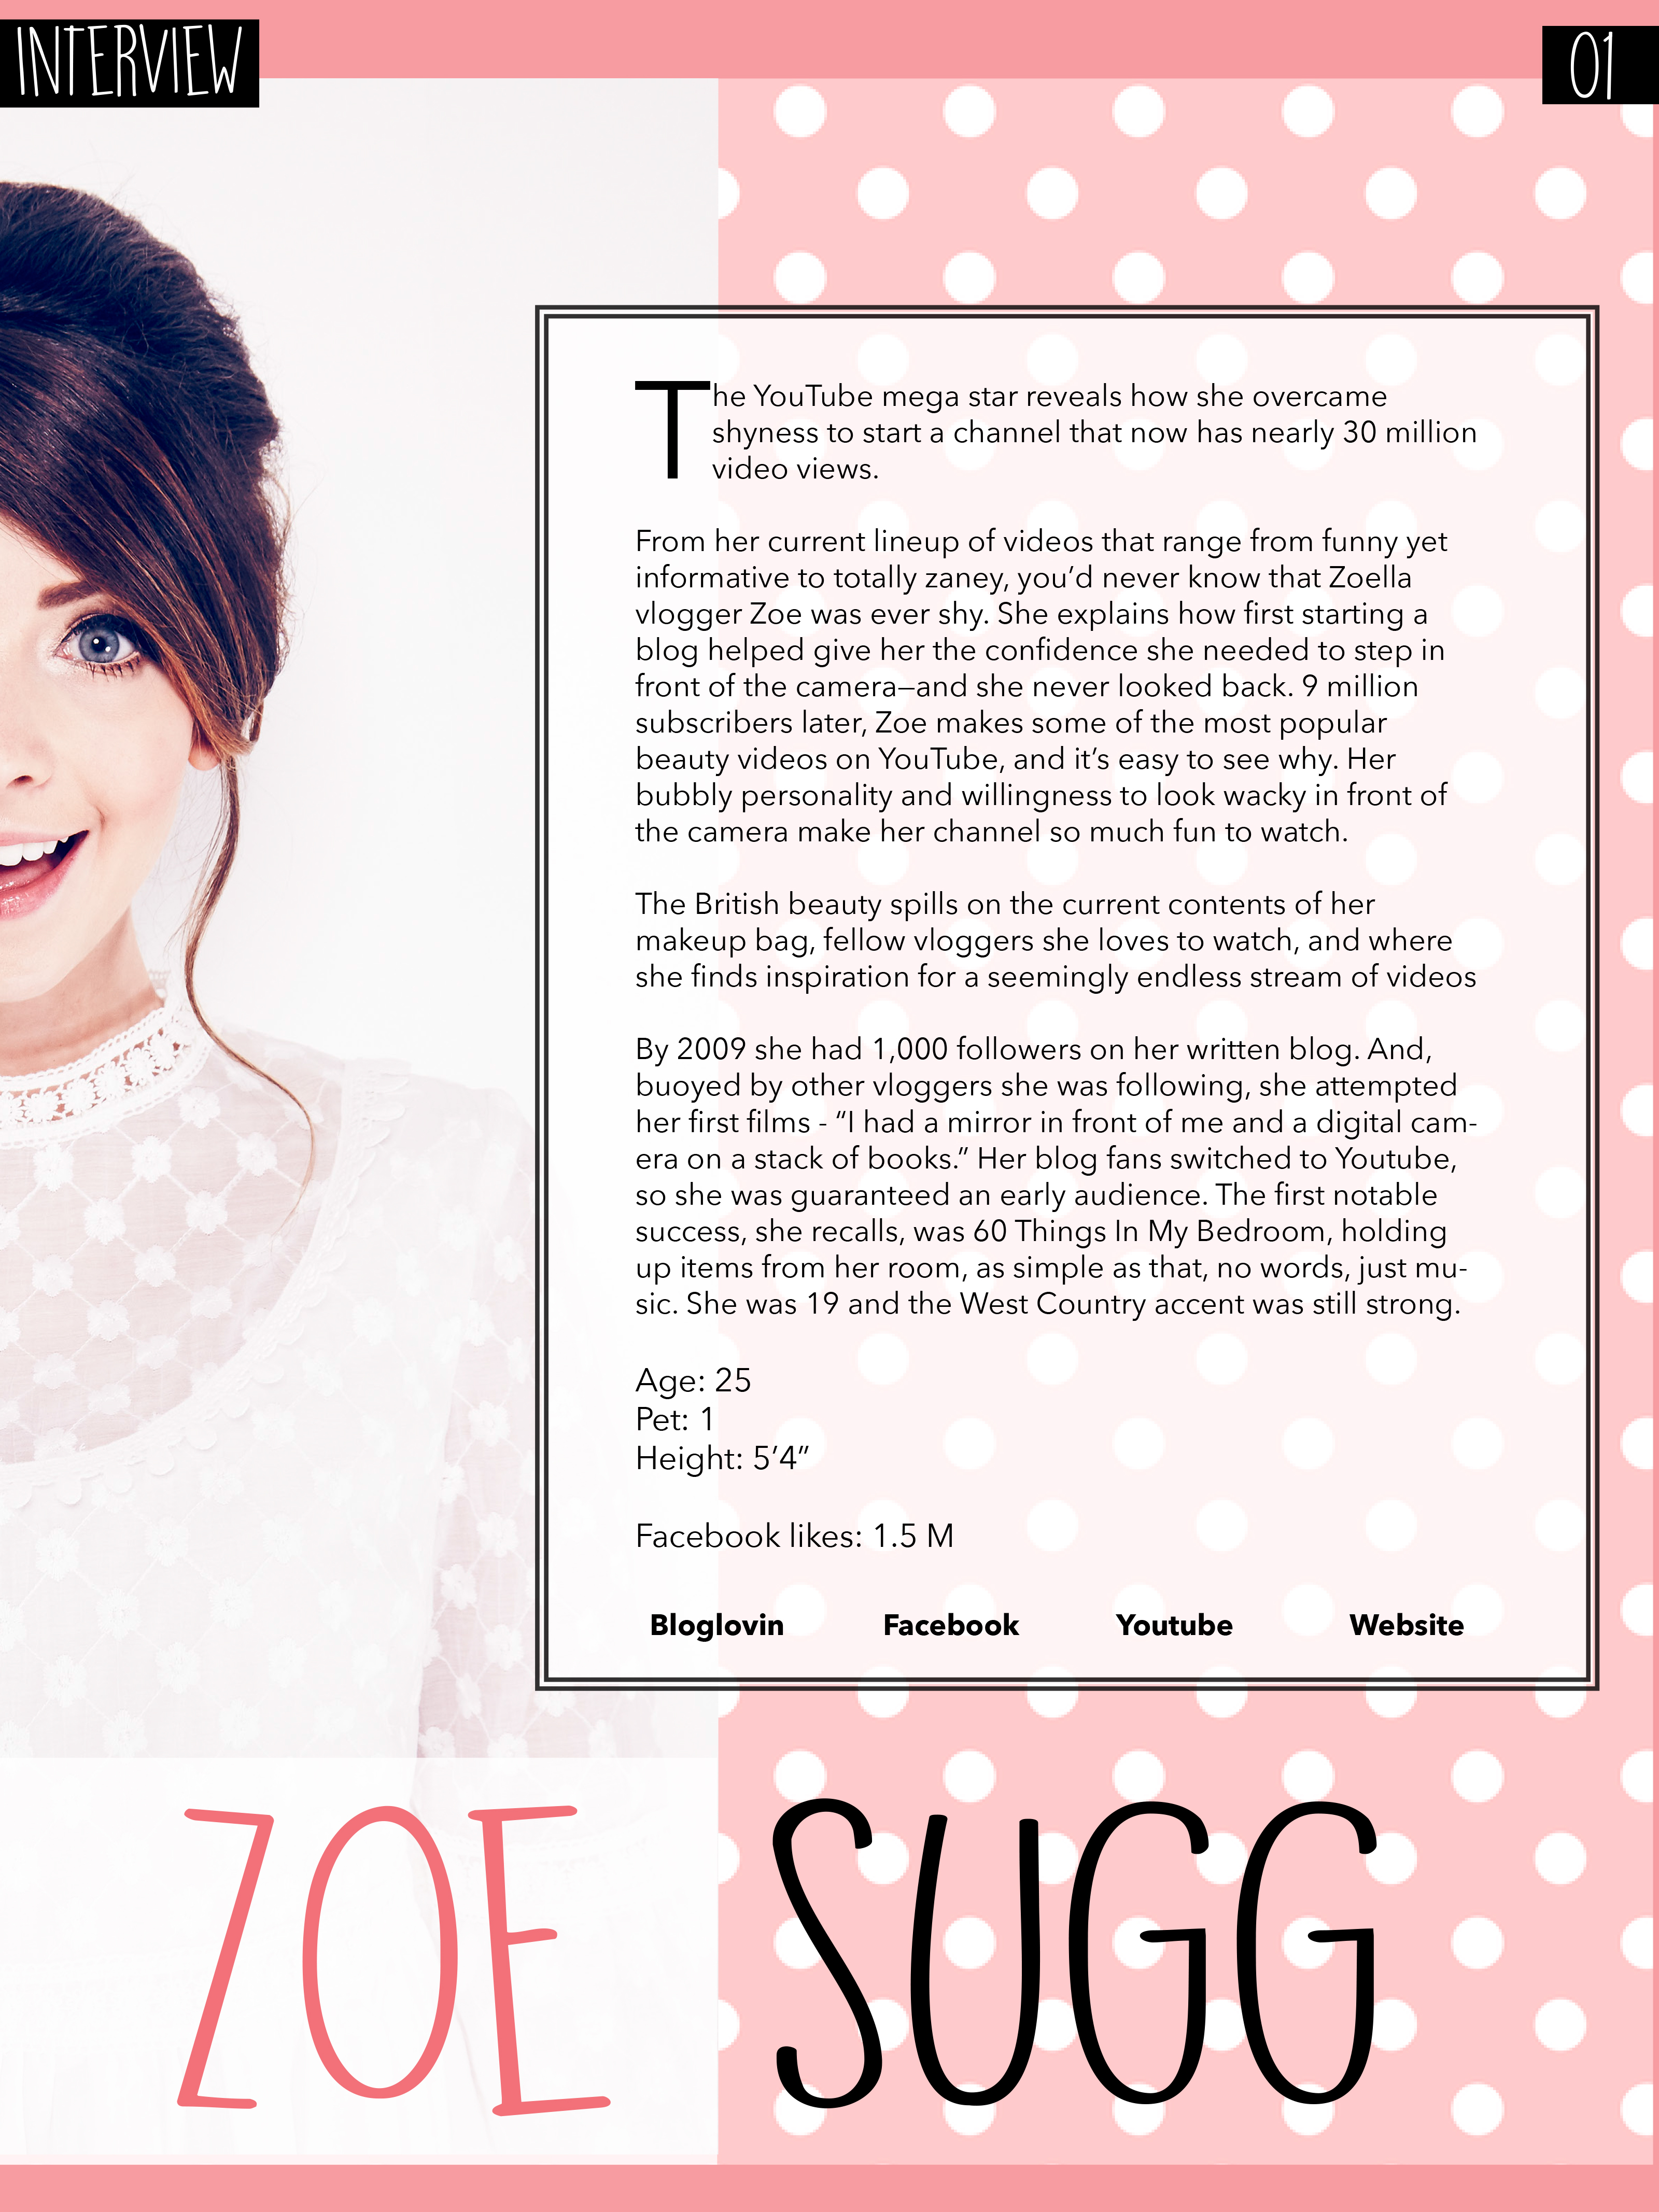 INTERVIEW
01
The YouTube mega star reveals how she overcame
shyness to start a channel that now has nearly 30 million
video views.
From her current lineup of videos that range from funny yet
informative to totally zaney, you’d never know that Zoella
vlogger Zoe was ever shy. She explains how first starting a
blog helped give her the confidence she needed to step in
front of the camera—and she never looked back. 9 million
subscribers later, Zoe makes some of the most popular
beauty videos on YouTube, and it’s easy to see why. Her
bubbly personality and willingness to look wacky in front of
the camera make her channel so much fun to watch.
The British beauty spills on the current contents of her
makeup bag, fellow vloggers she loves to watch, and where
she finds inspiration for a seemingly endless stream of videos
By 2009 she had 1,000 followers on her written blog. And,
buoyed by other vloggers she was following, she attempted
her first films - “I had a mirror in front of me and a digital cam-
era on a stack of books.” Her blog fans switched to Youtube,
so she was guaranteed an early audience. The first notable
success, she recalls, was 60 Things In My Bedroom, holding
up items from her room, as simple as that, no words, just mu-
sic. She was 19 and the West Country accent was still strong.
Age: 25
Pet: 1
Height: 5’4”
Facebook likes: 1.5 M
Bloglovin Facebook Youtube Website
ZOE SUGG